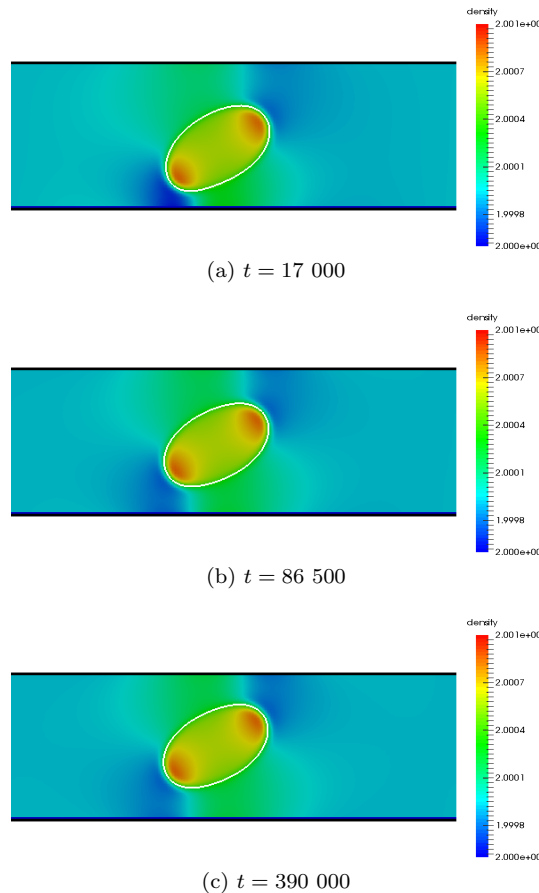 density
2.001e+00
2.0007
2.0004
2.0001
1.9998
2.000e+00
(a) t = 17 000
density
2.001e+00
2.0007
2.0004
2.0001
1.9998
2.000e+00
(b) t = 86 500
density
2.001e+00
2.0007
2.0004
2.0001
1.9998
2.000e+00
(c) t = 390 000